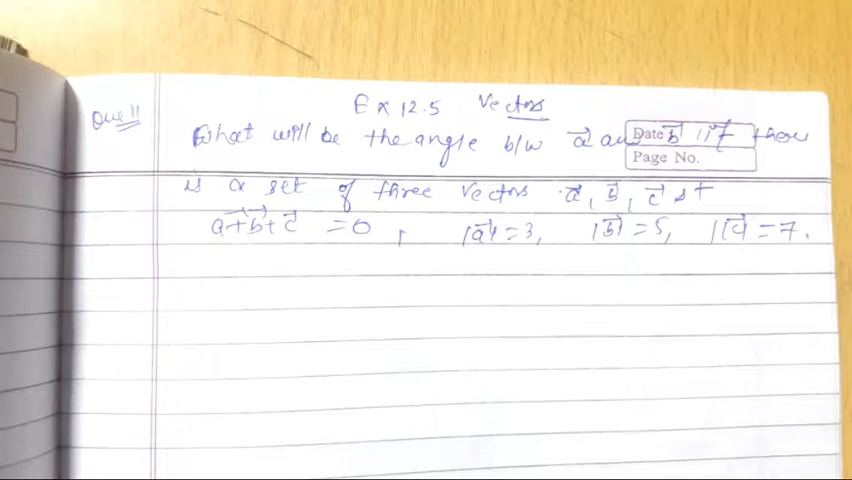 Ex 12.5 Vectors
Que 11
What will be the angle b/w a⃗ and b⃗ if there
Date
Page No.
is a set of three vectors a⃗, b⃗, c⃗ st
a⃗+b⃗+c⃗ = 0, |a⃗| = 3, |b⃗| = 5, |c⃗| = 7.